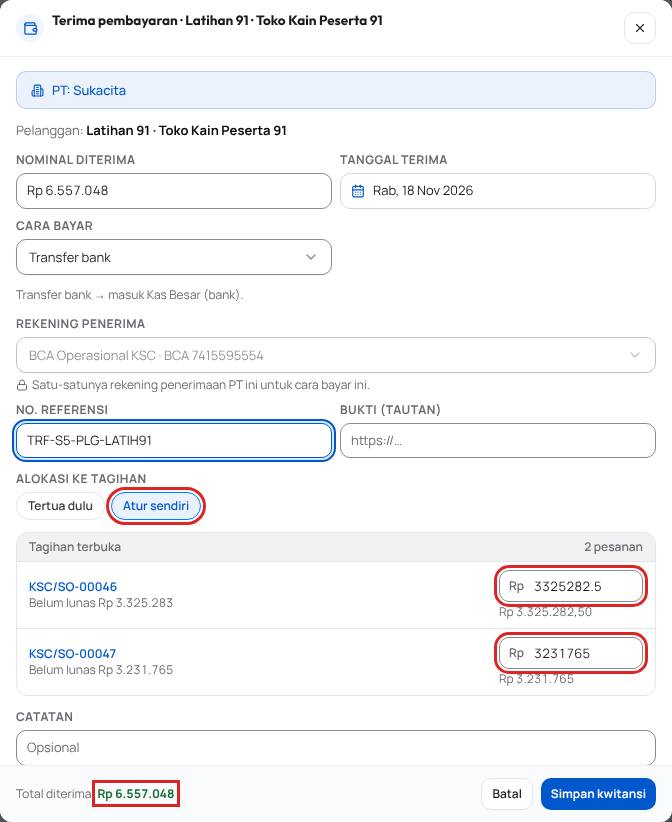 Terima pembayaran · Latihan 91 · Toko Kain Peserta 91
PT: Sukacita
Pelanggan: Latihan 91 · Toko Kain Peserta 91
NOMINAL DITERIMA
TANGGAL TERIMA
Rp 6.557.048
Rab, 18 Nov 2026
CARA BAYAR
Transfer bank
Transfer bank → masuk Kas Besar (bank).
REKENING PENERIMA
BCA Operasional KSC · BCA 7415595554
Satu-satunya rekening penerimaan PT ini untuk cara bayar ini.
NO. REFERENSI
BUKTI (TAUTAN)
TRF-S5-PLG-LATIH91
https://...
ALOKASI KE TAGIHAN
Tertua dulu
Atur sendiri
Tagihan terbuka
2 pesanan
KSC/SO-00046
Belum lunas Rp 3.325.283
Rp 3325282.5
Rp 3.325.282,50
KSC/SO-00047
Belum lunas Rp 3.231.765
Rp 3231765
Rp 3.231.765
CATATAN
Opsional
Total diterima Rp 6.557.048
Batal
Simpan kwitansi